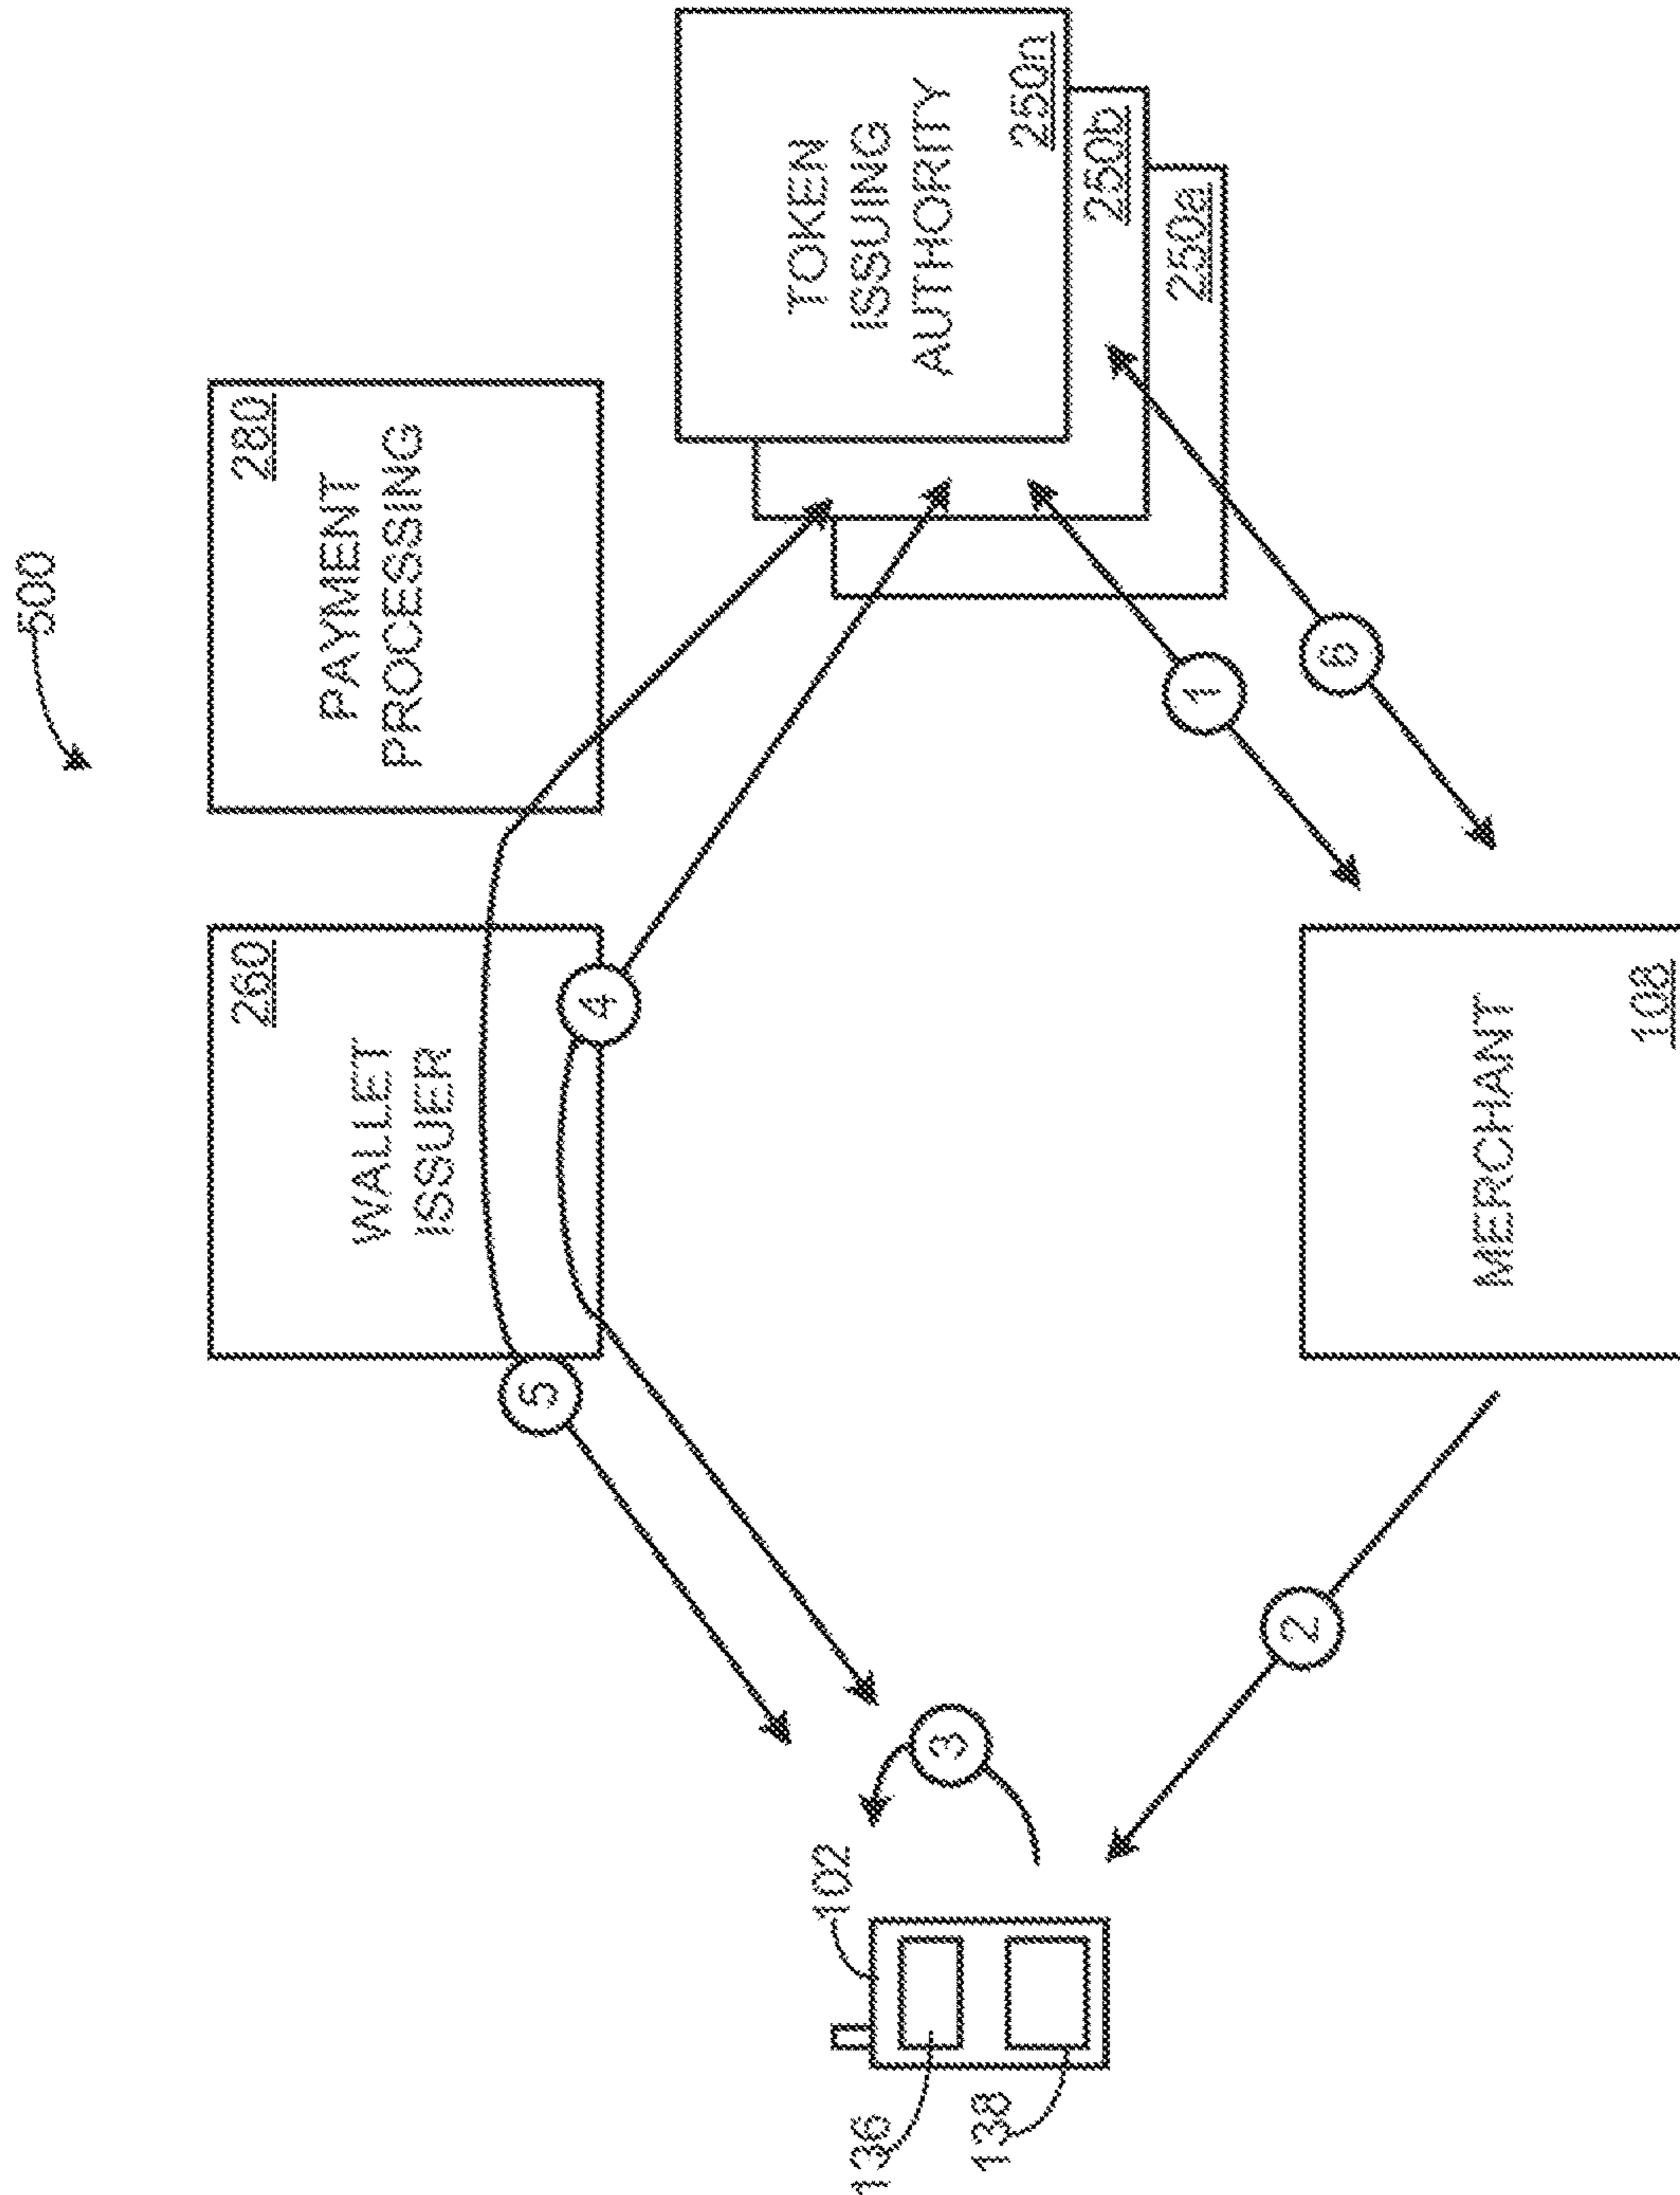 500
PAYMENT
PROCESSING
280
WALLET
ISSUER
260
TOKEN
ISSUING
AUTHORITY
250n
250b
250a
5
4
1
6
3
2
102
136
138
MERCHANT
108